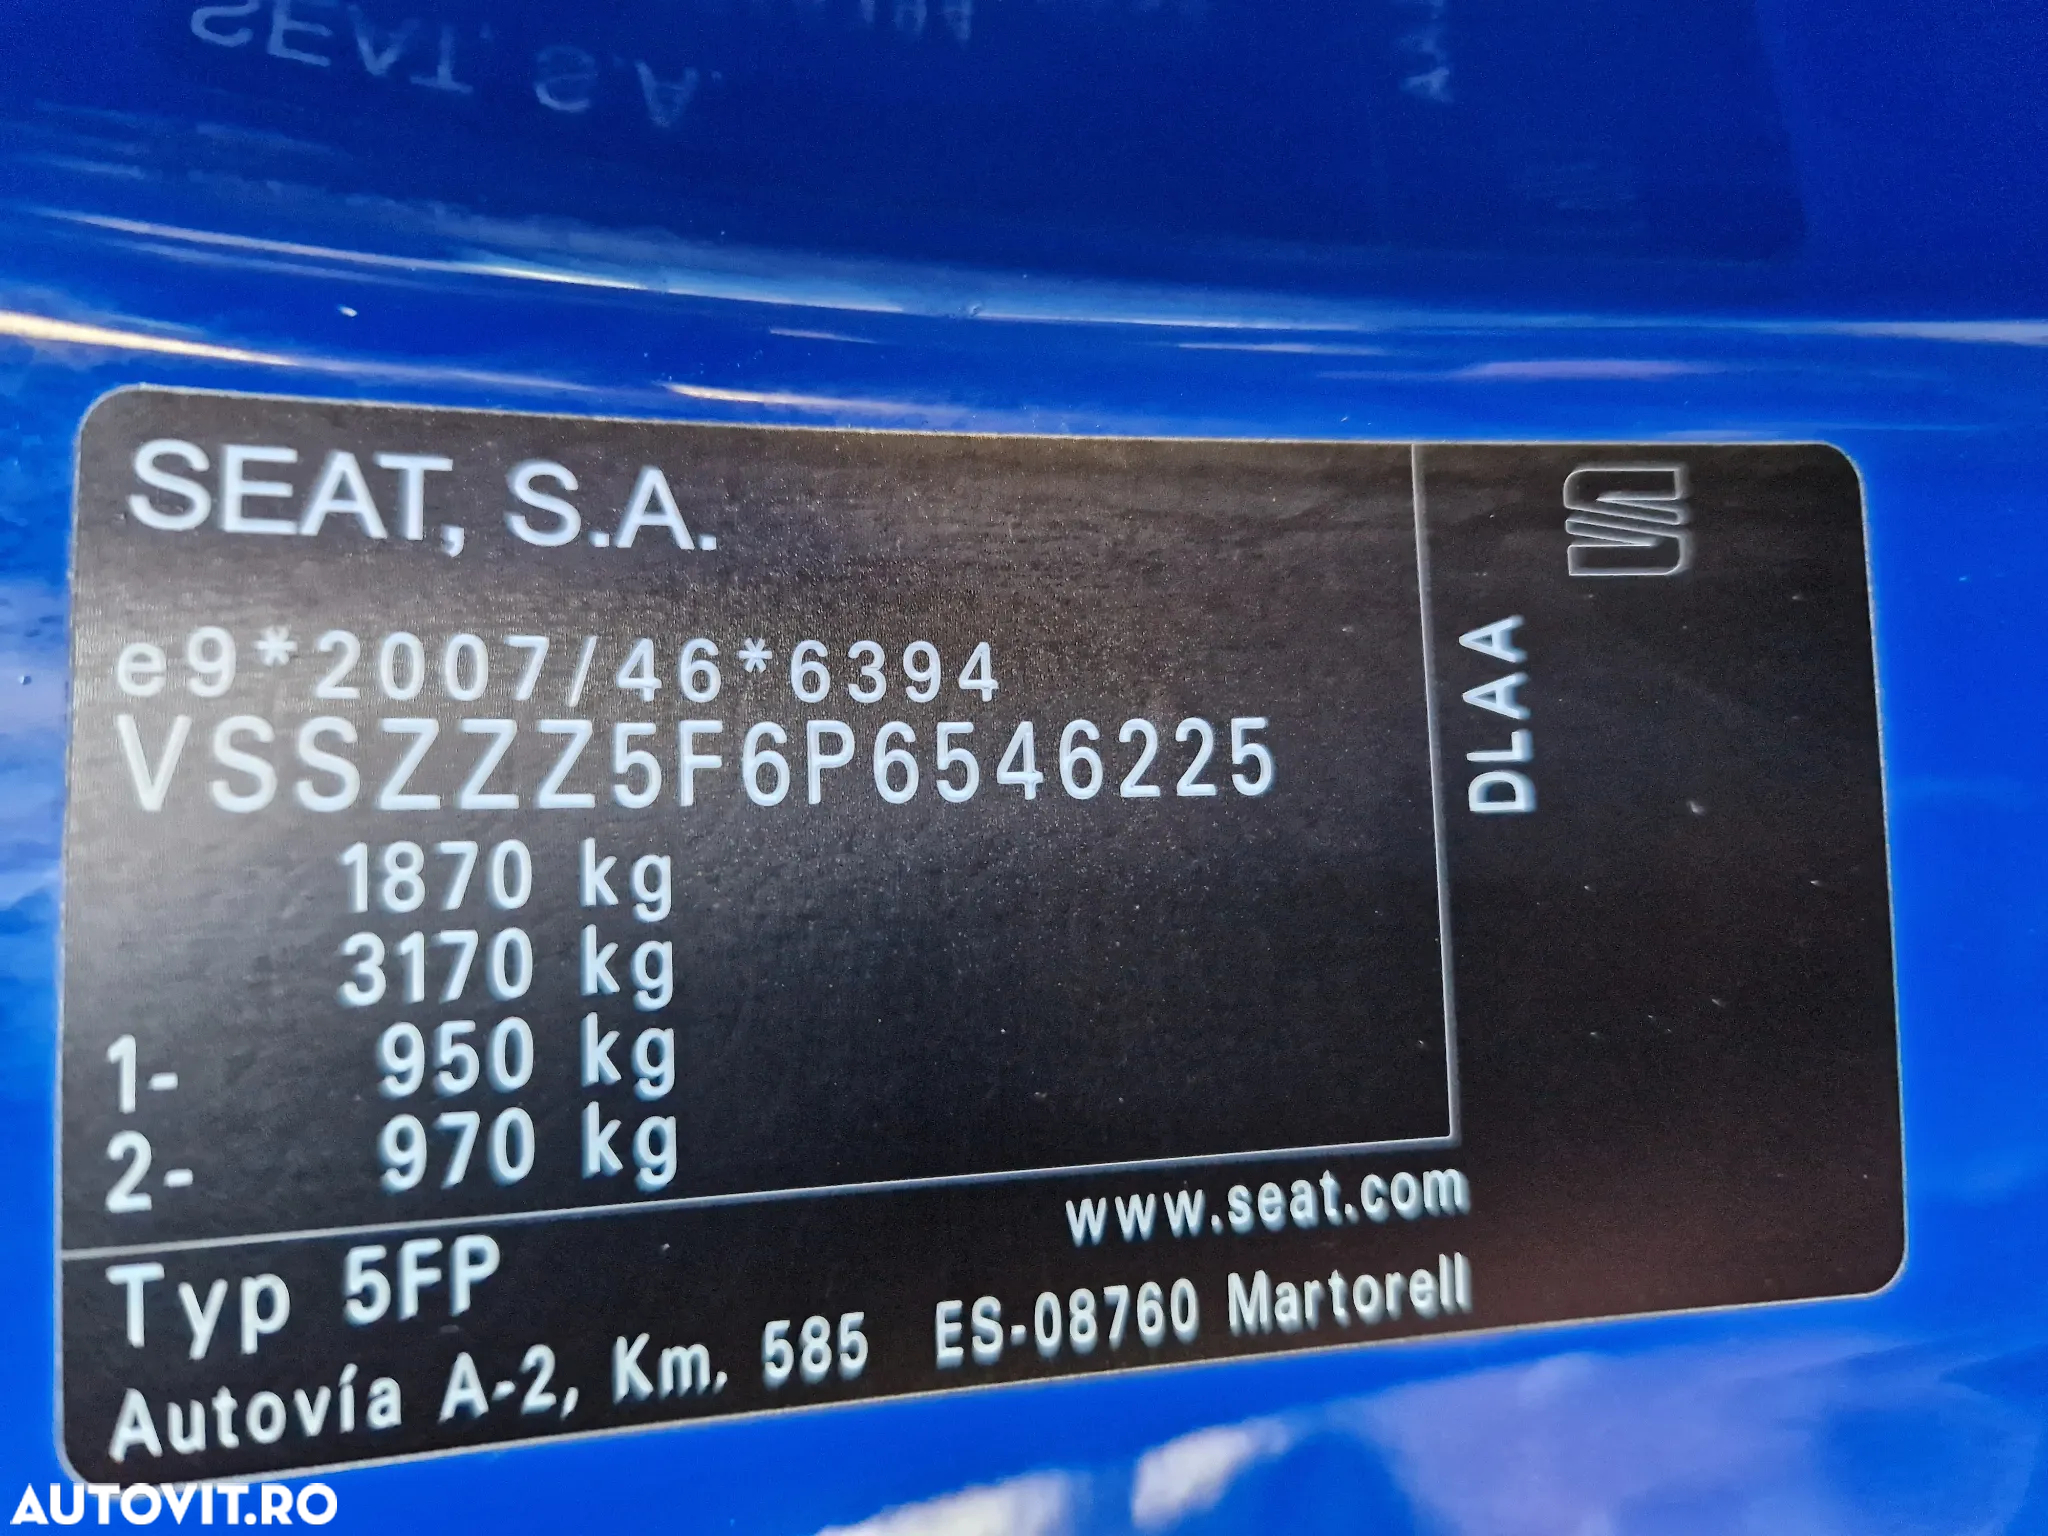 SEAT, S.A.
e9*2007/46*6394
VSSZZZ5F6P6546225
1870 kg
3170 kg
1- 950 kg
2- 970 kg
DLAA
www.seat.com
Typ 5FP
Autovía A-2, Km. 585 ES-08760 Martorell
AUTOVIT.RO
SEAT, S.A.